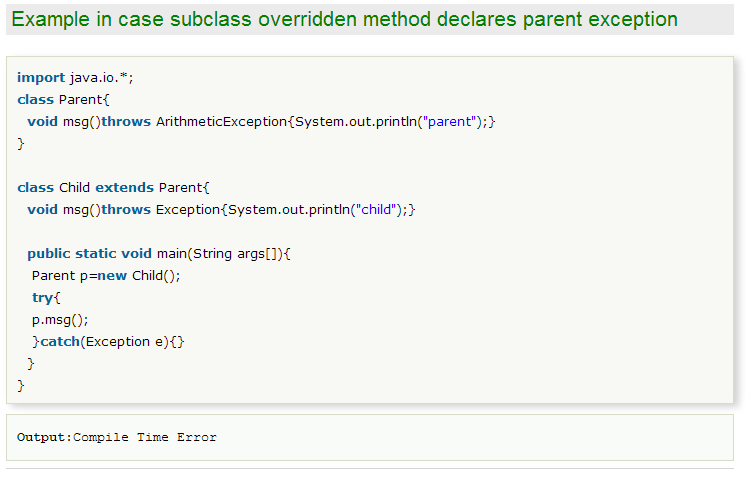 Example in case subclass overridden method declares parent exception
import java.io.*;
class Parent{
void msg()throws ArithmeticException{System.out.println("parent");}
}
class Child extends Parent{
void msg()throws Exception{System.out.println("child");}
public static void main(String args[]){
Parent p=new Child();
try{
p.msg();
}catch(Exception e){}
}
}
Output:Compile Time Error